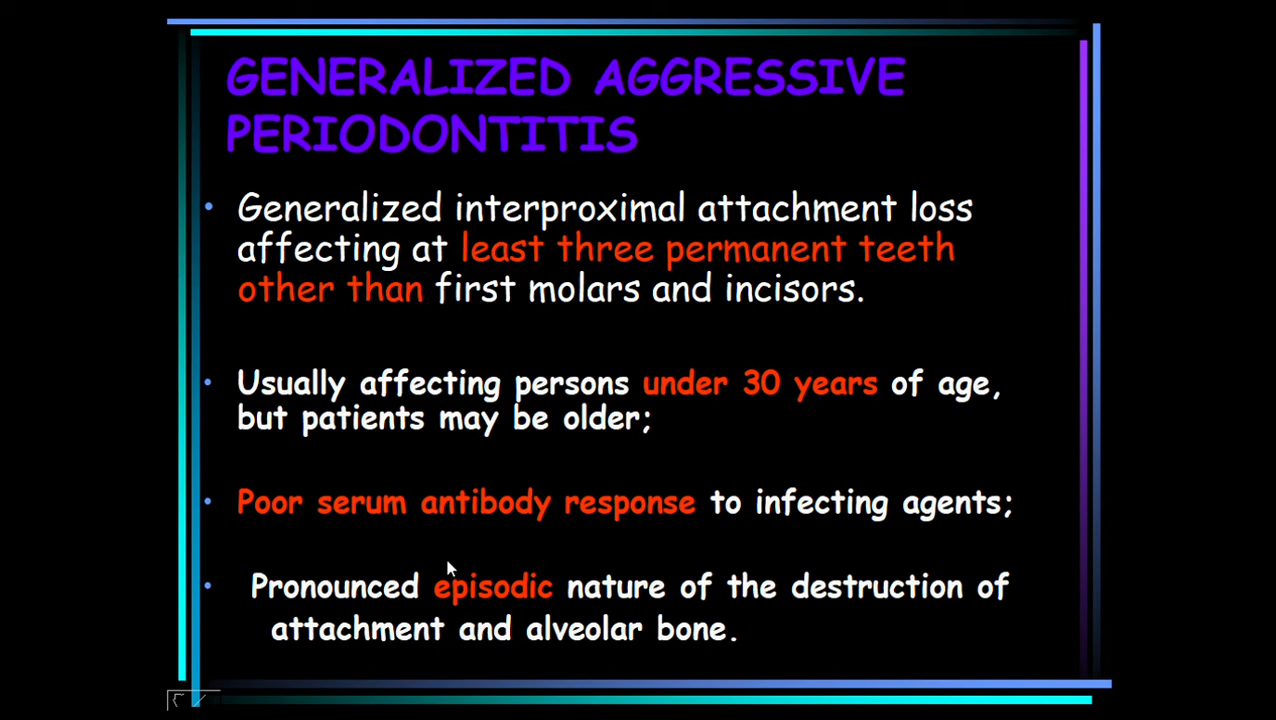 GENERALIZED AGGRESSIVE
PERIODONTITIS
• Generalized interproximal attachment loss
affecting at least three permanent teeth
other than first molars and incisors.
• Usually affecting persons under 30 years of age,
but patients may be older;
• Poor serum antibody response to infecting agents;
• Pronounced episodic nature of the destruction of
attachment and alveolar bone.